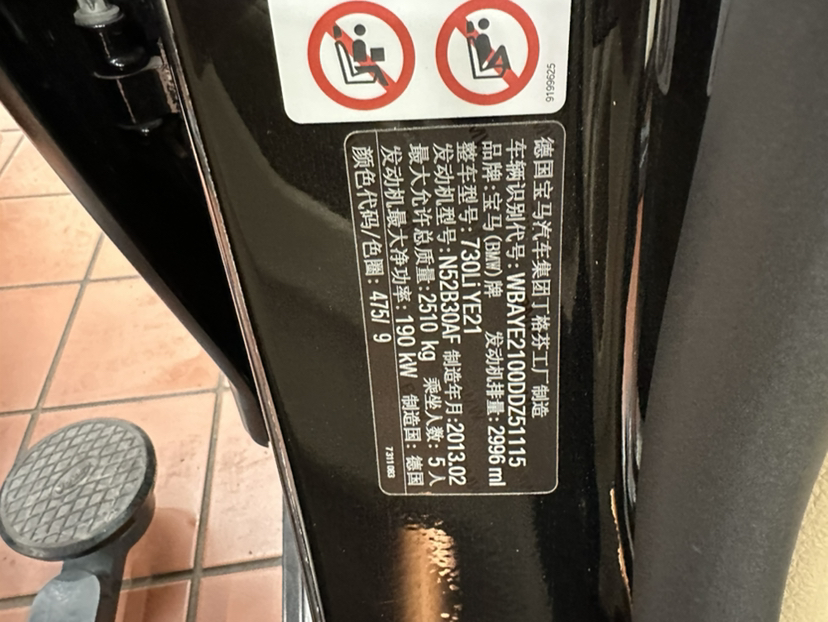 9199625
德国宝马汽车集团丁格芬工厂制造
车辆识别代号: WBAYE2100DDZ51115
品牌: 宝马(BMW)牌 发动机排量: 2996 ml
整车型号: 730Li YE21
发动机型号: N52B30AF 制造年月: 2013.02
最大允许总质量: 2510 kg 乘坐人数: 5人
发动机最大净功率: 190 kW 制造国: 德国
颜色代码/色圈: 475/ 9
7311083